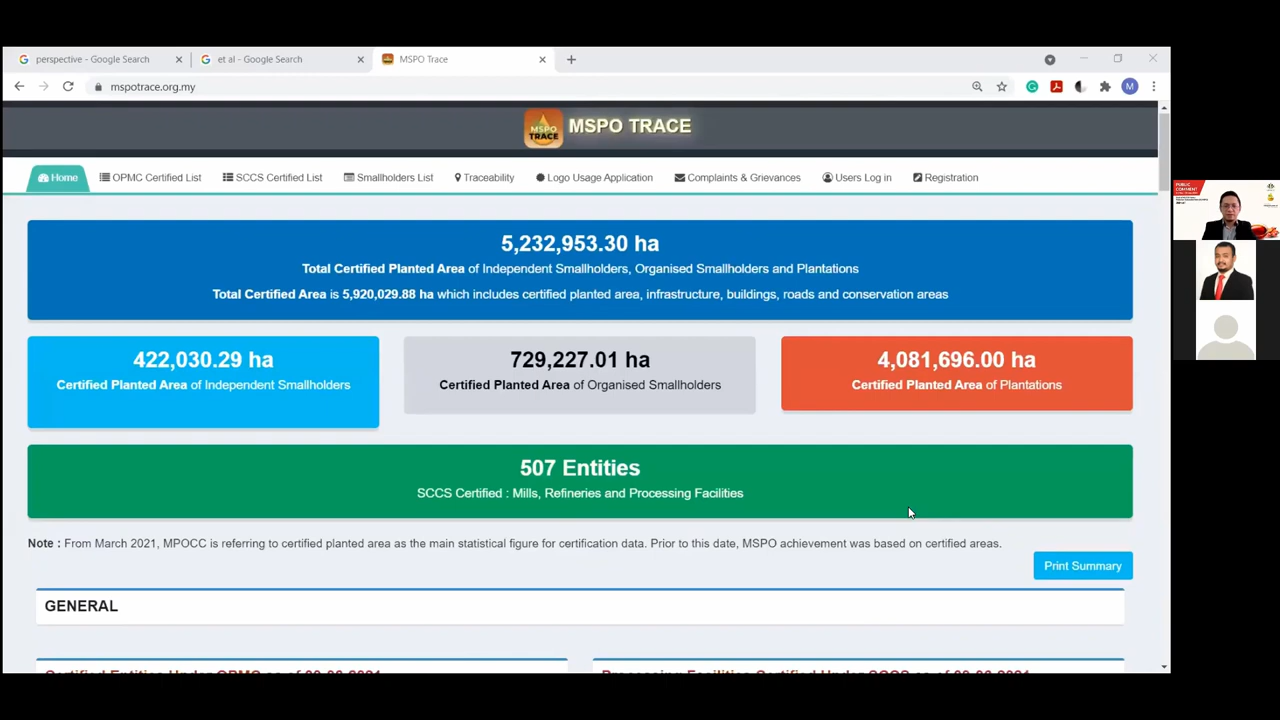 perspective - Google Search
et al - Google Search
MSPO Trace
mspotrace.org.my
M
MSPO TRACE
MSPO TRACE
Home
OPMC Certified List
SCCS Certified List
Smallholders List
Traceability
Logo Usage Application
Complaints & Grievances
Users Log in
Registration
5,232,953.30 ha
Total Certified Planted Area of Independent Smallholders, Organised Smallholders and Plantations
Total Certified Area is 5,920,029.88 ha which includes certified planted area, infrastructure, buildings, roads and conservation areas
422,030.29 ha
Certified Planted Area of Independent Smallholders
729,227.01 ha
Certified Planted Area of Organised Smallholders
4,081,696.00 ha
Certified Planted Area of Plantations
507 Entities
SCCS Certified : Mills, Refineries and Processing Facilities
Note : From March 2021, MPOCC is referring to certified planted area as the main statistical figure for certification data. Prior to this date, MSPO achievement was based on certified areas.
Print Summary
GENERAL
PUBLIC
COMMENT